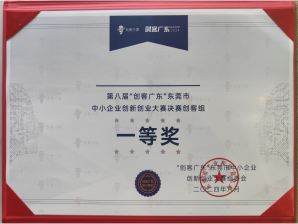 创客广东
第八届"创客广东"东莞市
中小企业创新创业大赛决赛创客组
一等奖
"创客广东"东莞市中小企业
创新创业大赛组委会
二〇二四年